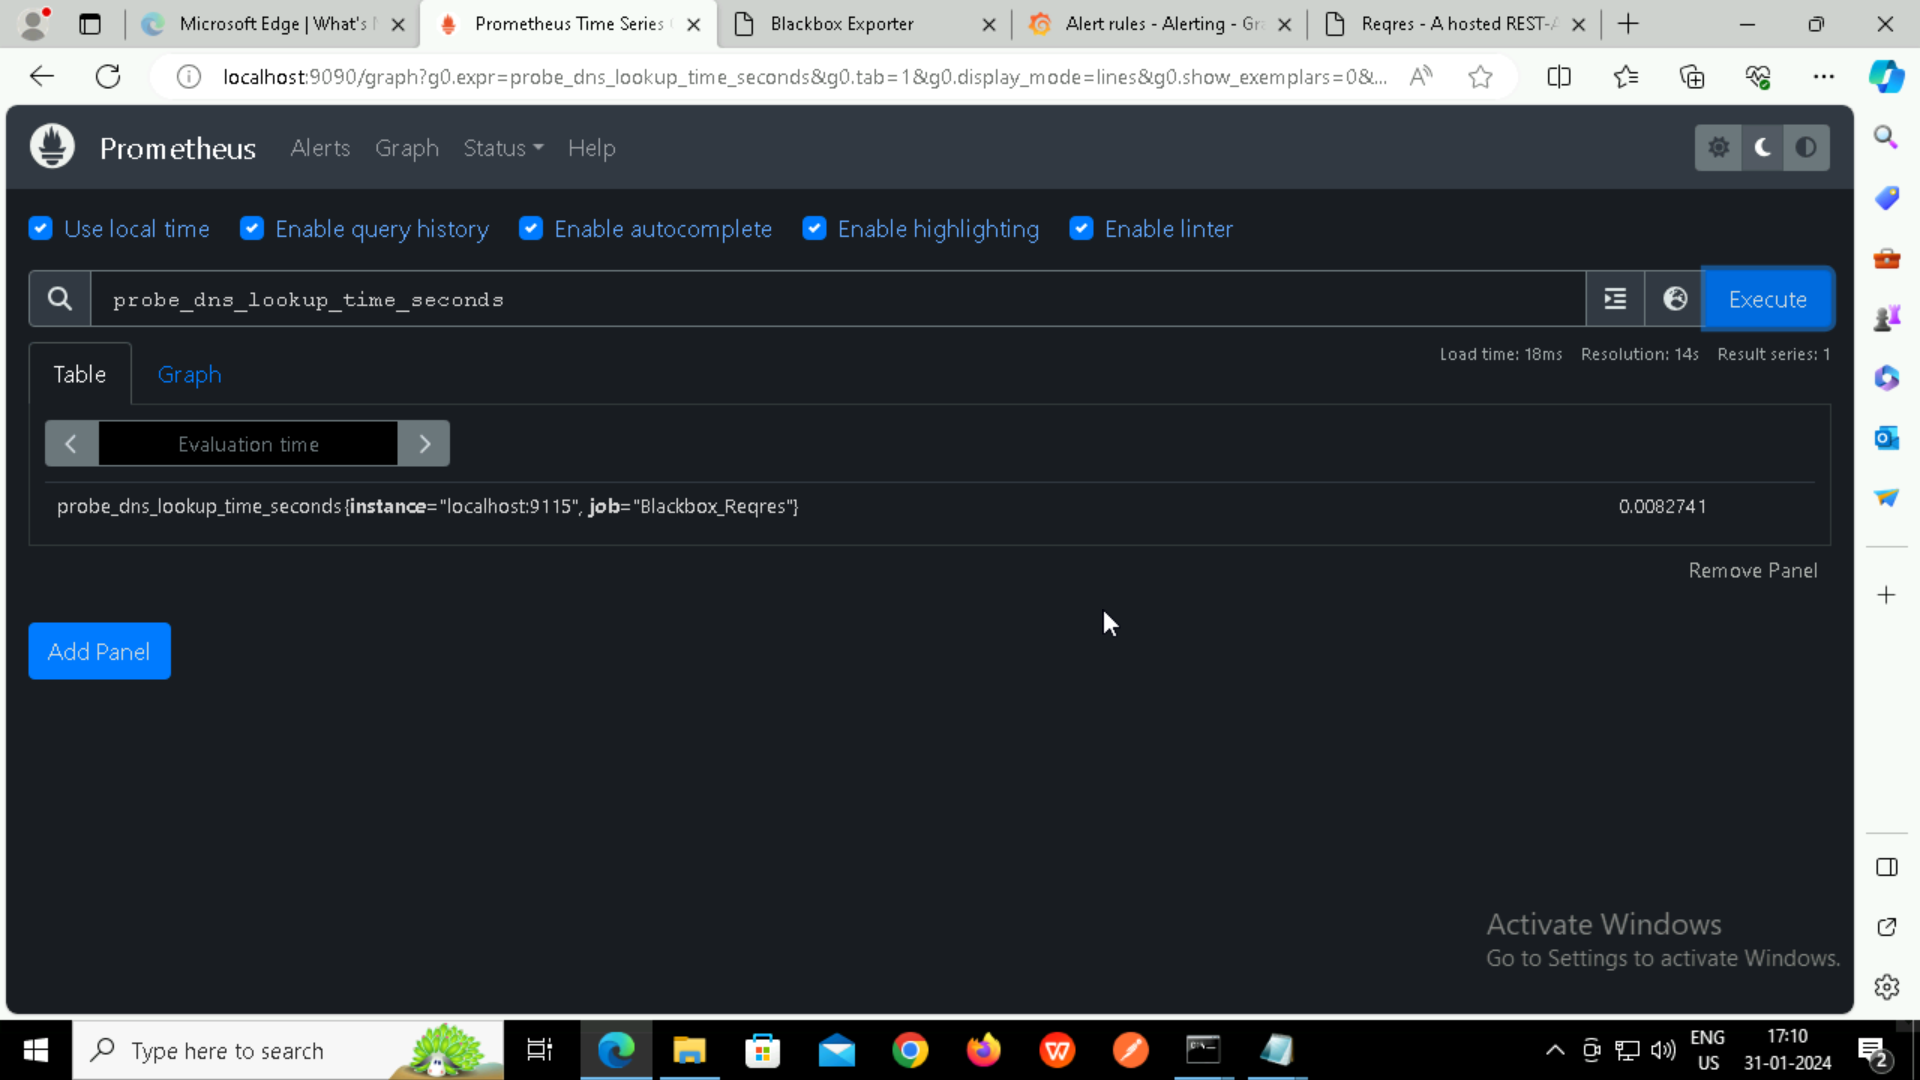 Microsoft Edge | What's
Prometheus Time Series
Blackbox Exporter
Alert rules - Alerting - Gr
Reqres - A hosted REST-A
localhost:9090/graph?g0.expr=probe_dns_lookup_time_seconds&g0.tab=1&g0.display_mode=lines&g0.show_exemplars=0&...
Prometheus Alerts Graph Status Help
Use local time Enable query history Enable autocomplete Enable highlighting Enable linter
probe_dns_lookup_time_seconds
Execute
Table Graph
Load time: 18ms Resolution: 14s Result series: 1
Evaluation time
probe_dns_lookup_time_seconds{instance="localhost:9115", job="Blackbox_Reqres"} 0.0082741
Remove Panel
Add Panel
Activate Windows
Go to Settings to activate Windows.
Type here to search
ENG
US
17:10
31-01-2024
2